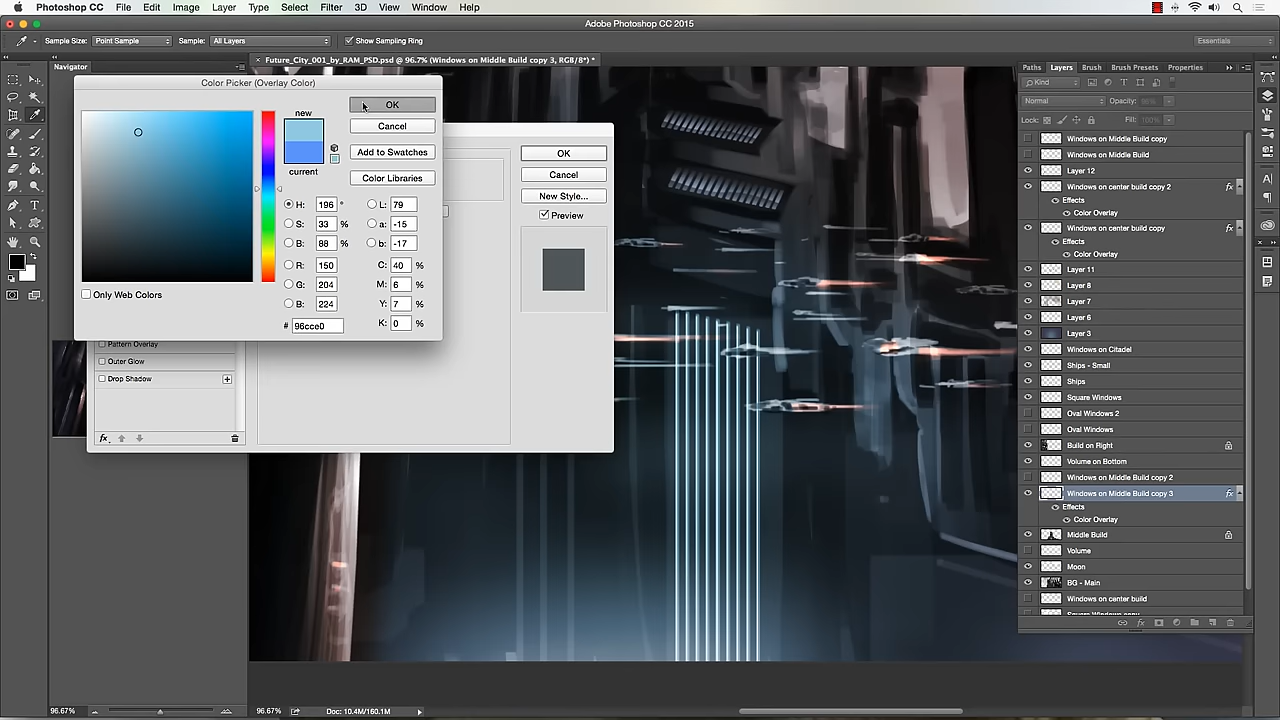 Photoshop CC File Edit Image Layer Type Select Filter 3D View Window Help
Adobe Photoshop CC 2015
Sample Size: Point Sample Sample: All Layers Show Sampling Ring Essentials
Navigator
× Future_City_001_by_RAM_PSD.psd @ 96.7% (Windows on Middle Build copy 3, RGB/8*) *
Color Picker (Overlay Color)
new
current
OK
Cancel
Add to Swatches
Color Libraries
H: 196 °
S: 33 %
B: 88 %
R: 150
G: 204
B: 224
L: 79
a: -15
b: -17
C: 40 %
M: 6 %
Y: 7 %
K: 0 %
# 96cce0
Only Web Colors
OK
Cancel
New Style...
Preview
Pattern Overlay
Outer Glow
Drop Shadow
fx
Paths Layers Brush Brush Presets Properties
Kind
Normal Opacity:
Lock: Fill: 100%
Windows on Middle Build copy
Windows on Middle Build
Layer 12
Windows on center build copy 2 fx
Effects
Color Overlay
Windows on center build copy fx
Effects
Color Overlay
Layer 11
Layer 8
Layer 7
Layer 6
Layer 3
Windows on Citadel
Ships - Small
Ships
Square Windows
Oval Windows 2
Oval Windows
Build on Right
Volume on Bottom
Windows on Middle Build copy 2
Windows on Middle Build copy 3 fx
Effects
Color Overlay
Middle Build
Volume
Moon
BG - Main
Windows on center build
Square Windows copy
fx
96.67%
96.67% Doc: 10.4M/160.1M